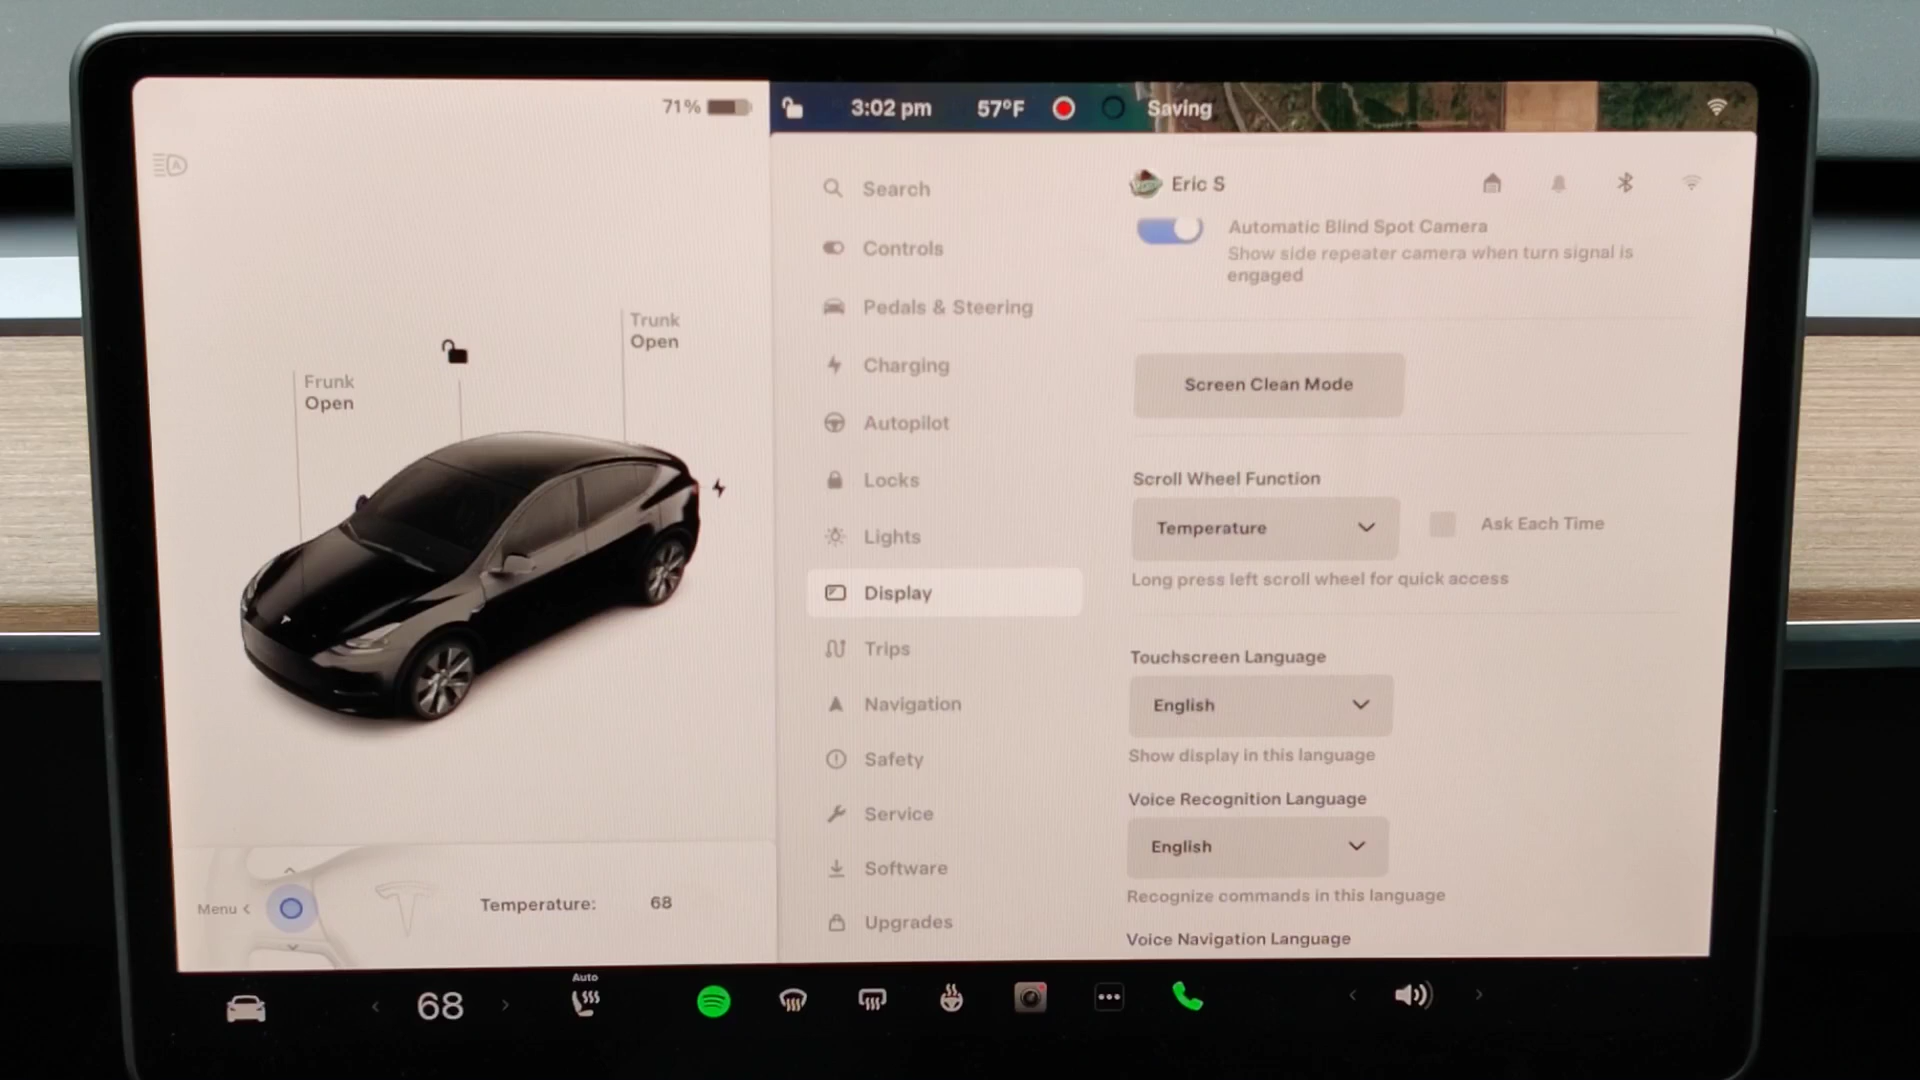 71%
3:02 pm
57°F
Saving
Frunk
Open
Trunk
Open
Menu
Temperature: 68
Search
Controls
Pedals & Steering
Charging
Autopilot
Locks
Lights
Display
Trips
Navigation
Safety
Service
Software
Upgrades
Eric S
Automatic Blind Spot Camera
Show side repeater camera when turn signal is
engaged
Screen Clean Mode
Scroll Wheel Function
Temperature
Ask Each Time
Long press left scroll wheel for quick access
Touchscreen Language
English
Show display in this language
Voice Recognition Language
English
Recognize commands in this language
Voice Navigation Language
68
Auto